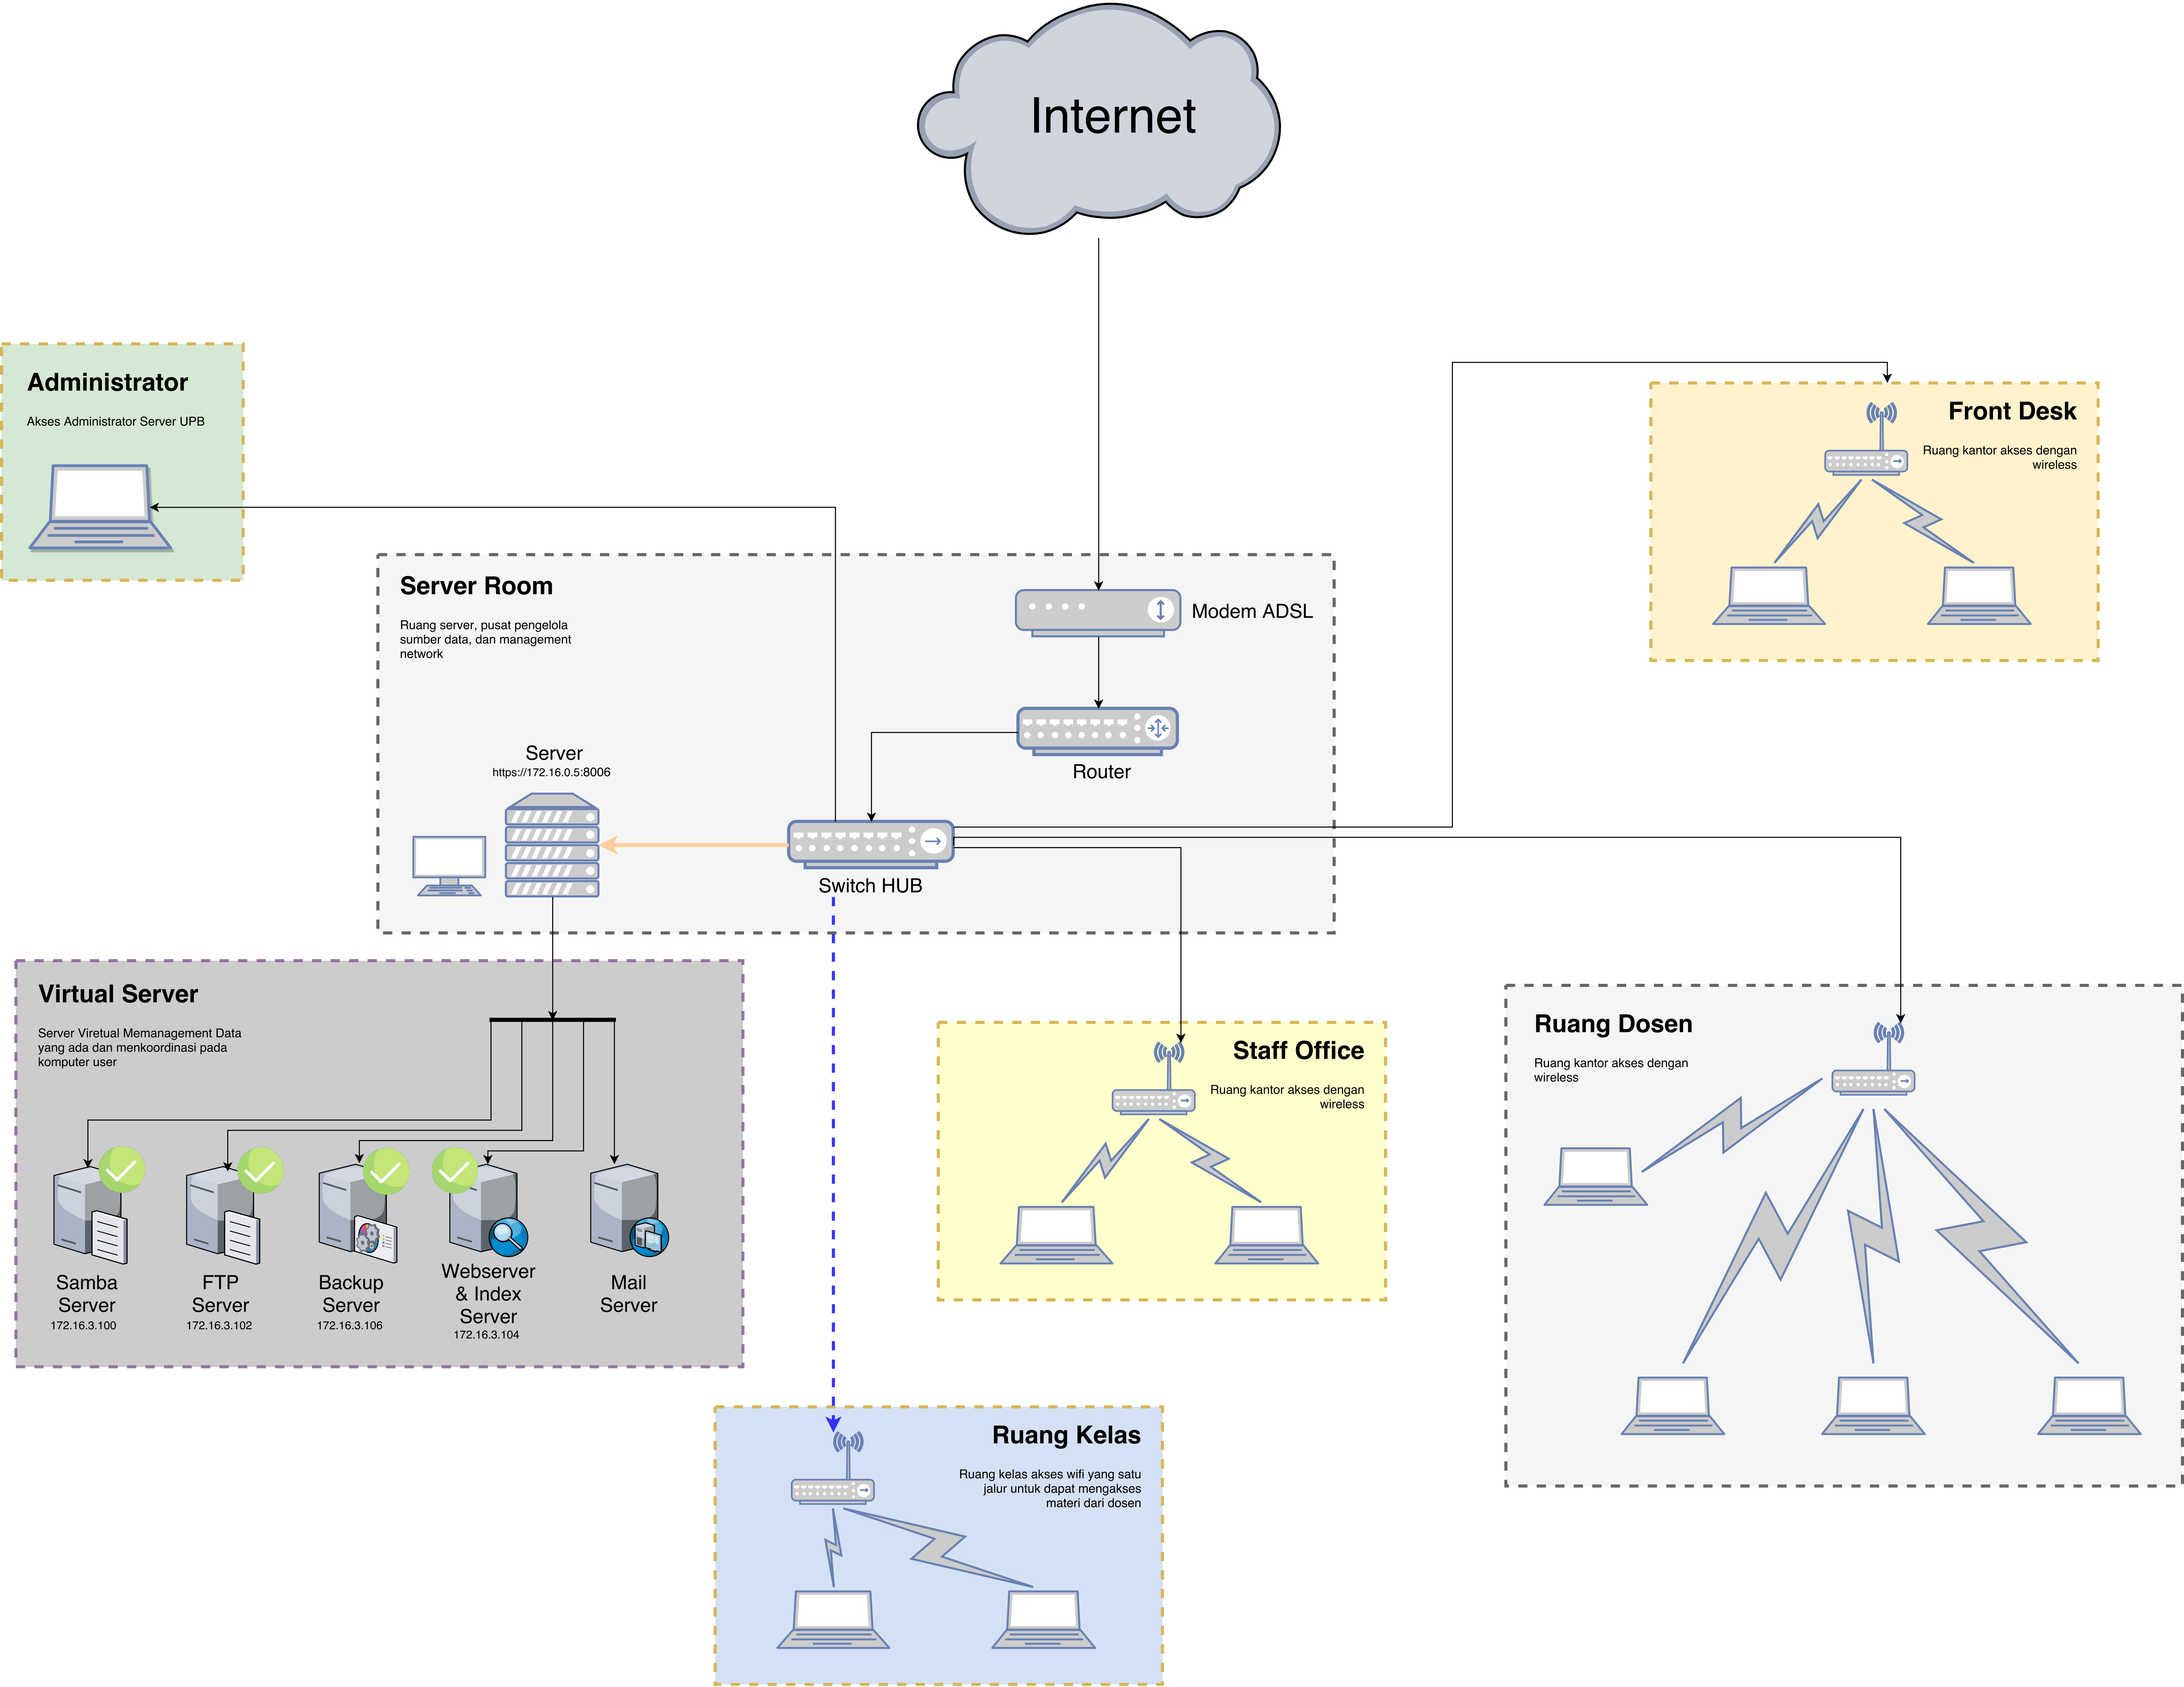 Internet
Administrator
Akses Administrator Server UPB
Front Desk
Ruang kantor akses dengan
wireless
Server Room
Ruang server, pusat pengelola
sumber data, dan management
network
Modem ADSL
Router
Server
https://172.16.0.5:8006
Switch HUB
Virtual Server
Server Viretual Memanagement Data
yang ada dan menkoordinasi pada
komputer user
Samba
Server
172.16.3.100
FTP
Server
172.16.3.102
Backup
Server
172.16.3.106
Webserver
& Index
Server
172.16.3.104
Mail
Server
Staff Office
Ruang kantor akses dengan
wireless
Ruang Dosen
Ruang kantor akses dengan
wireless
Ruang Kelas
Ruang kelas akses wifi yang satu
jalur untuk dapat mengakses
materi dari dosen